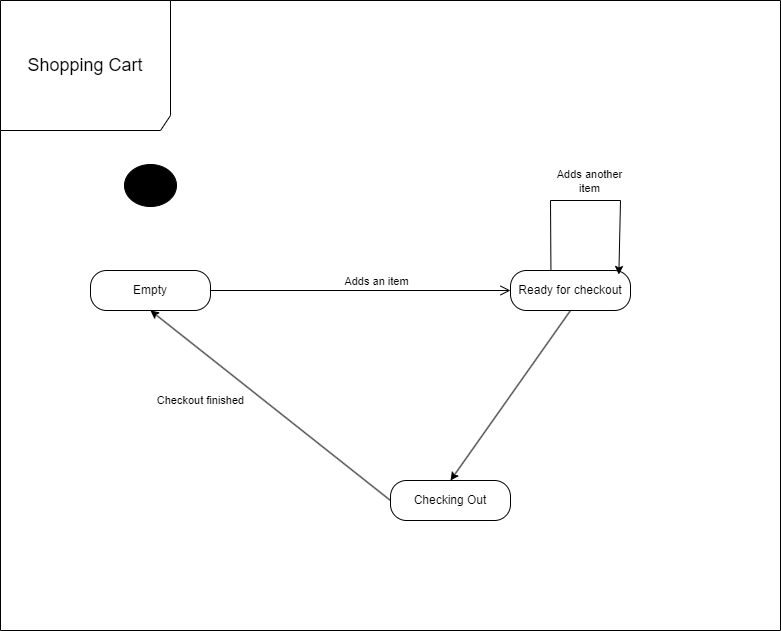 Shopping Cart
Adds another
item
Adds an item
Empty
Ready for checkout
Checkout finished
Checking Out